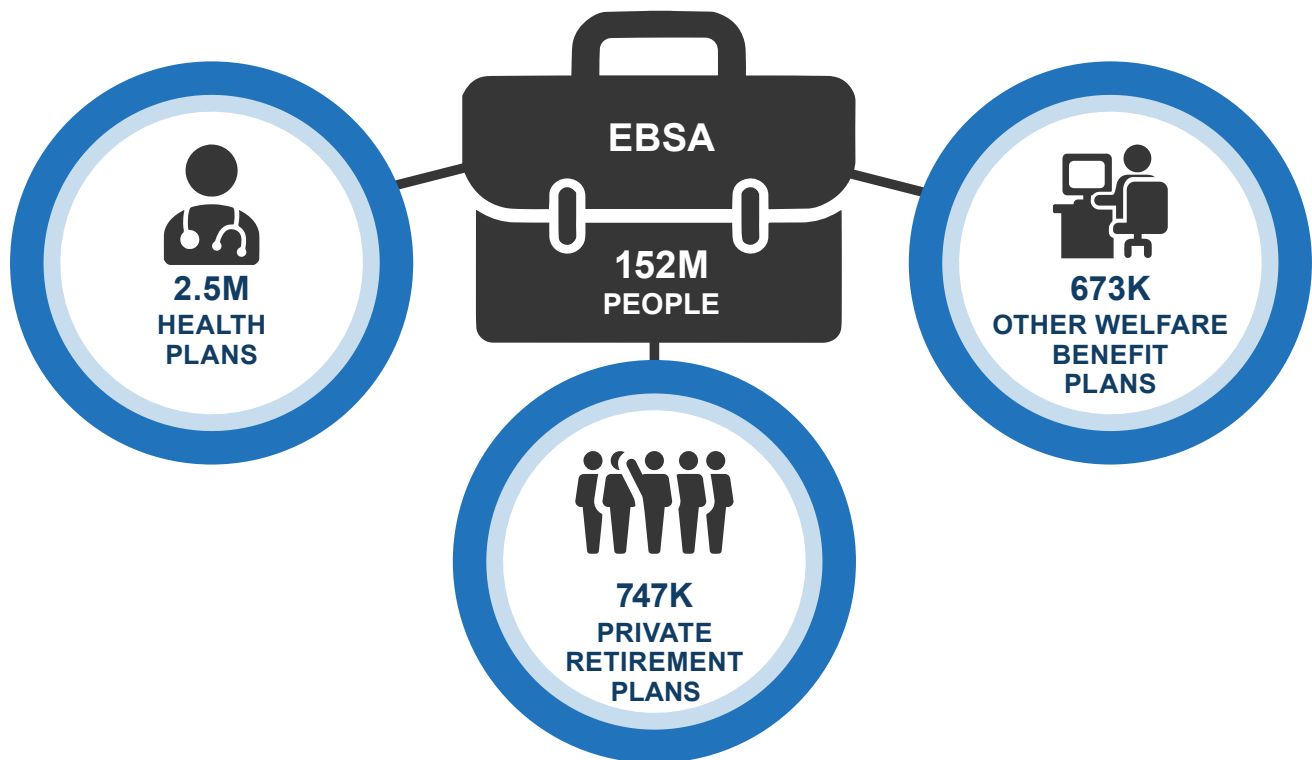 EBSA
152M
PEOPLE
2.5M
HEALTH
PLANS
673K
OTHER WELFARE
BENEFIT
PLANS
747K
PRIVATE
RETIREMENT
PLANS